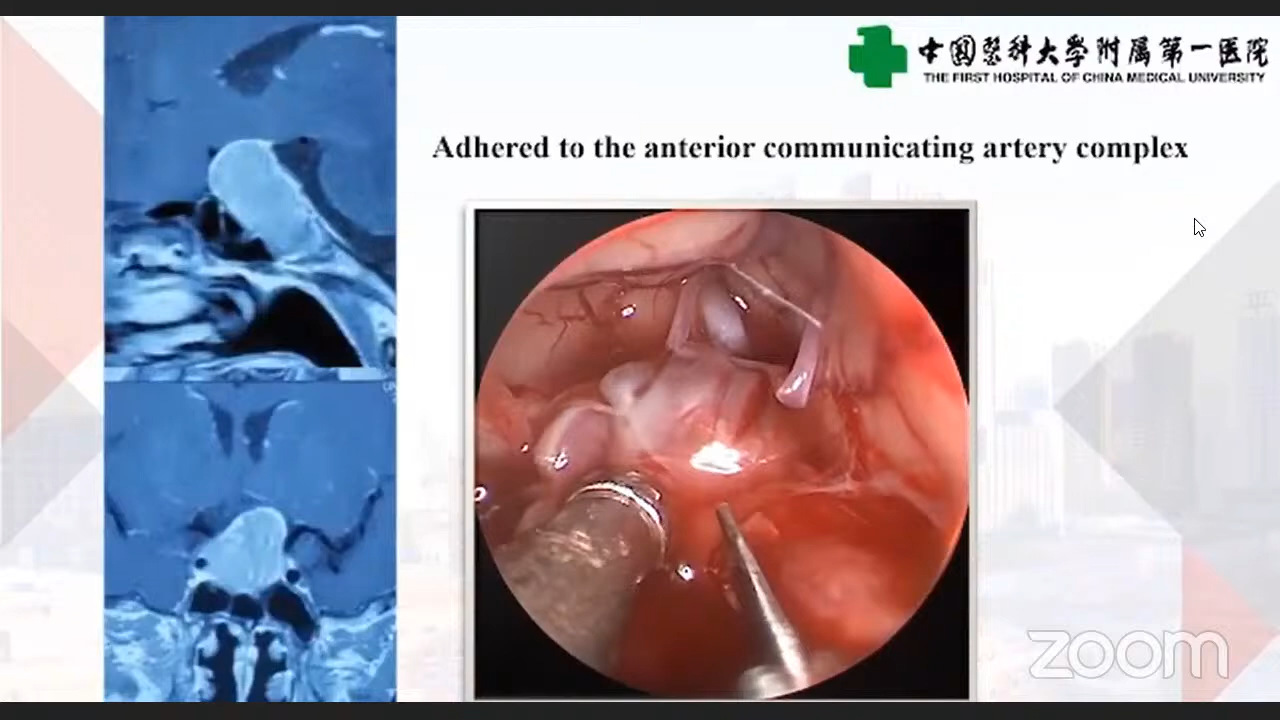 中国医科大学附属第一医院
THE FIRST HOSPITAL OF CHINA MEDICAL UNIVERSITY
Adhered to the anterior communicating artery complex
zoom